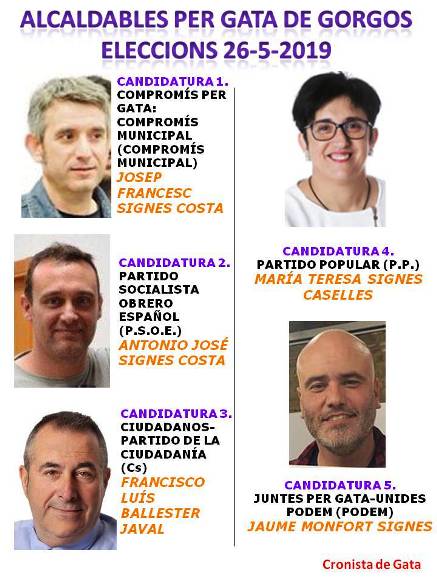 ALCALDABLES PER GATA DE GORGOS
ELECCIONS 26-5-2019
CANDIDATURA 1.
COMPROMÍS PER
GATA:
COMPROMÍS
MUNICIPAL
(COMPROMÍS
MUNICIPAL)
JOSEP
FRANCESC
SIGNES COSTA
CANDIDATURA 2.
PARTIDO
SOCIALISTA
OBRERO
ESPAÑOL
(P.S.O.E.)
ANTONIO JOSÉ
SIGNES COSTA
CANDIDATURA 3.
CIUDADANOS-
PARTIDO DE LA
CIUDADANÍA
(Cs)
FRANCISCO
LUÍS
BALLESTER
JAVAL
CANDIDATURA 4.
PARTIDO POPULAR (P.P.)
MARÍA TERESA SIGNES
CASELLES
CANDIDATURA 5.
JUNTES PER GATA-UNIDES
PODEM (PODEM)
JAUME MONFORT SIGNES
Cronista de Gata